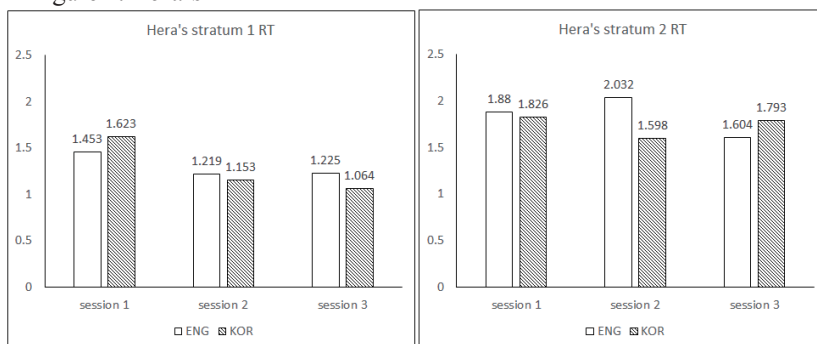 Hera's stratum 1 RT
2.5
2
1.5
1
0.5
0
1.453
1.623
1.219
1.153
1.225
1.064
session 1
session 2
session 3
ENG
KOR
Hera's stratum 2 RT
2.5
2
1.5
1
0.5
0
1.88
1.826
2.032
1.598
1.604
1.793
session 1
session 2
session 3
ENG
KOR